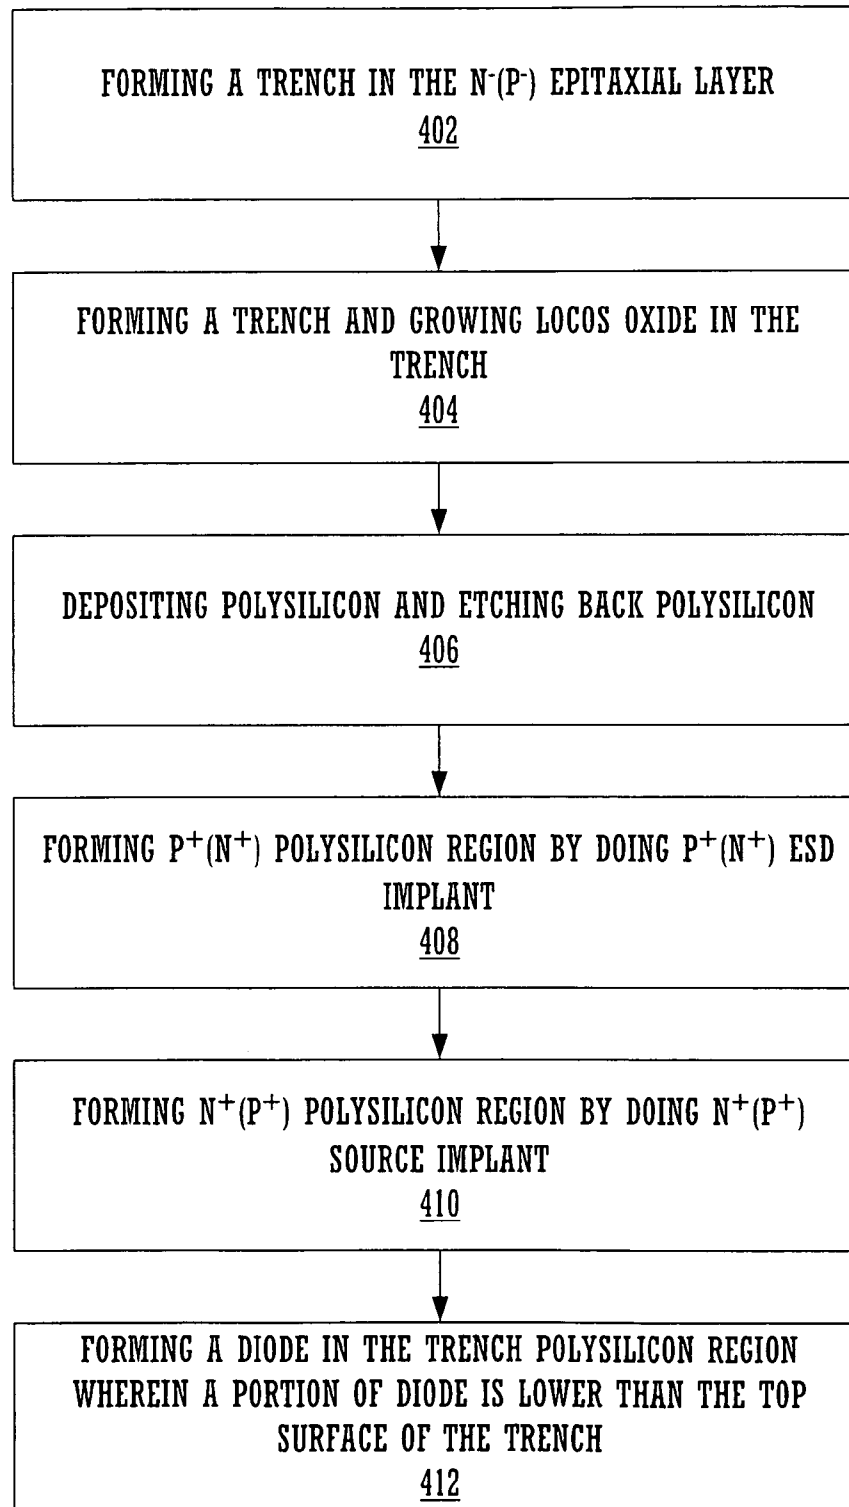 FORMING A TRENCH IN THE N⁻(P⁻) EPITAXIAL LAYER
402
FORMING A TRENCH AND GROWING LOCOS OXIDE IN THE
TRENCH
404
DEPOSITING POLYSILICON AND ETCHING BACK POLYSILICON
406
FORMING P⁺(N⁺) POLYSILICON REGION BY DOING P⁺(N⁺) ESD
IMPLANT
408
FORMING N⁺(P⁺) POLYSILICON REGION BY DOING N⁺(P⁺)
SOURCE IMPLANT
410
FORMING A DIODE IN THE TRENCH POLYSILICON REGION
WHEREIN A PORTION OF DIODE IS LOWER THAN THE TOP
SURFACE OF THE TRENCH
412